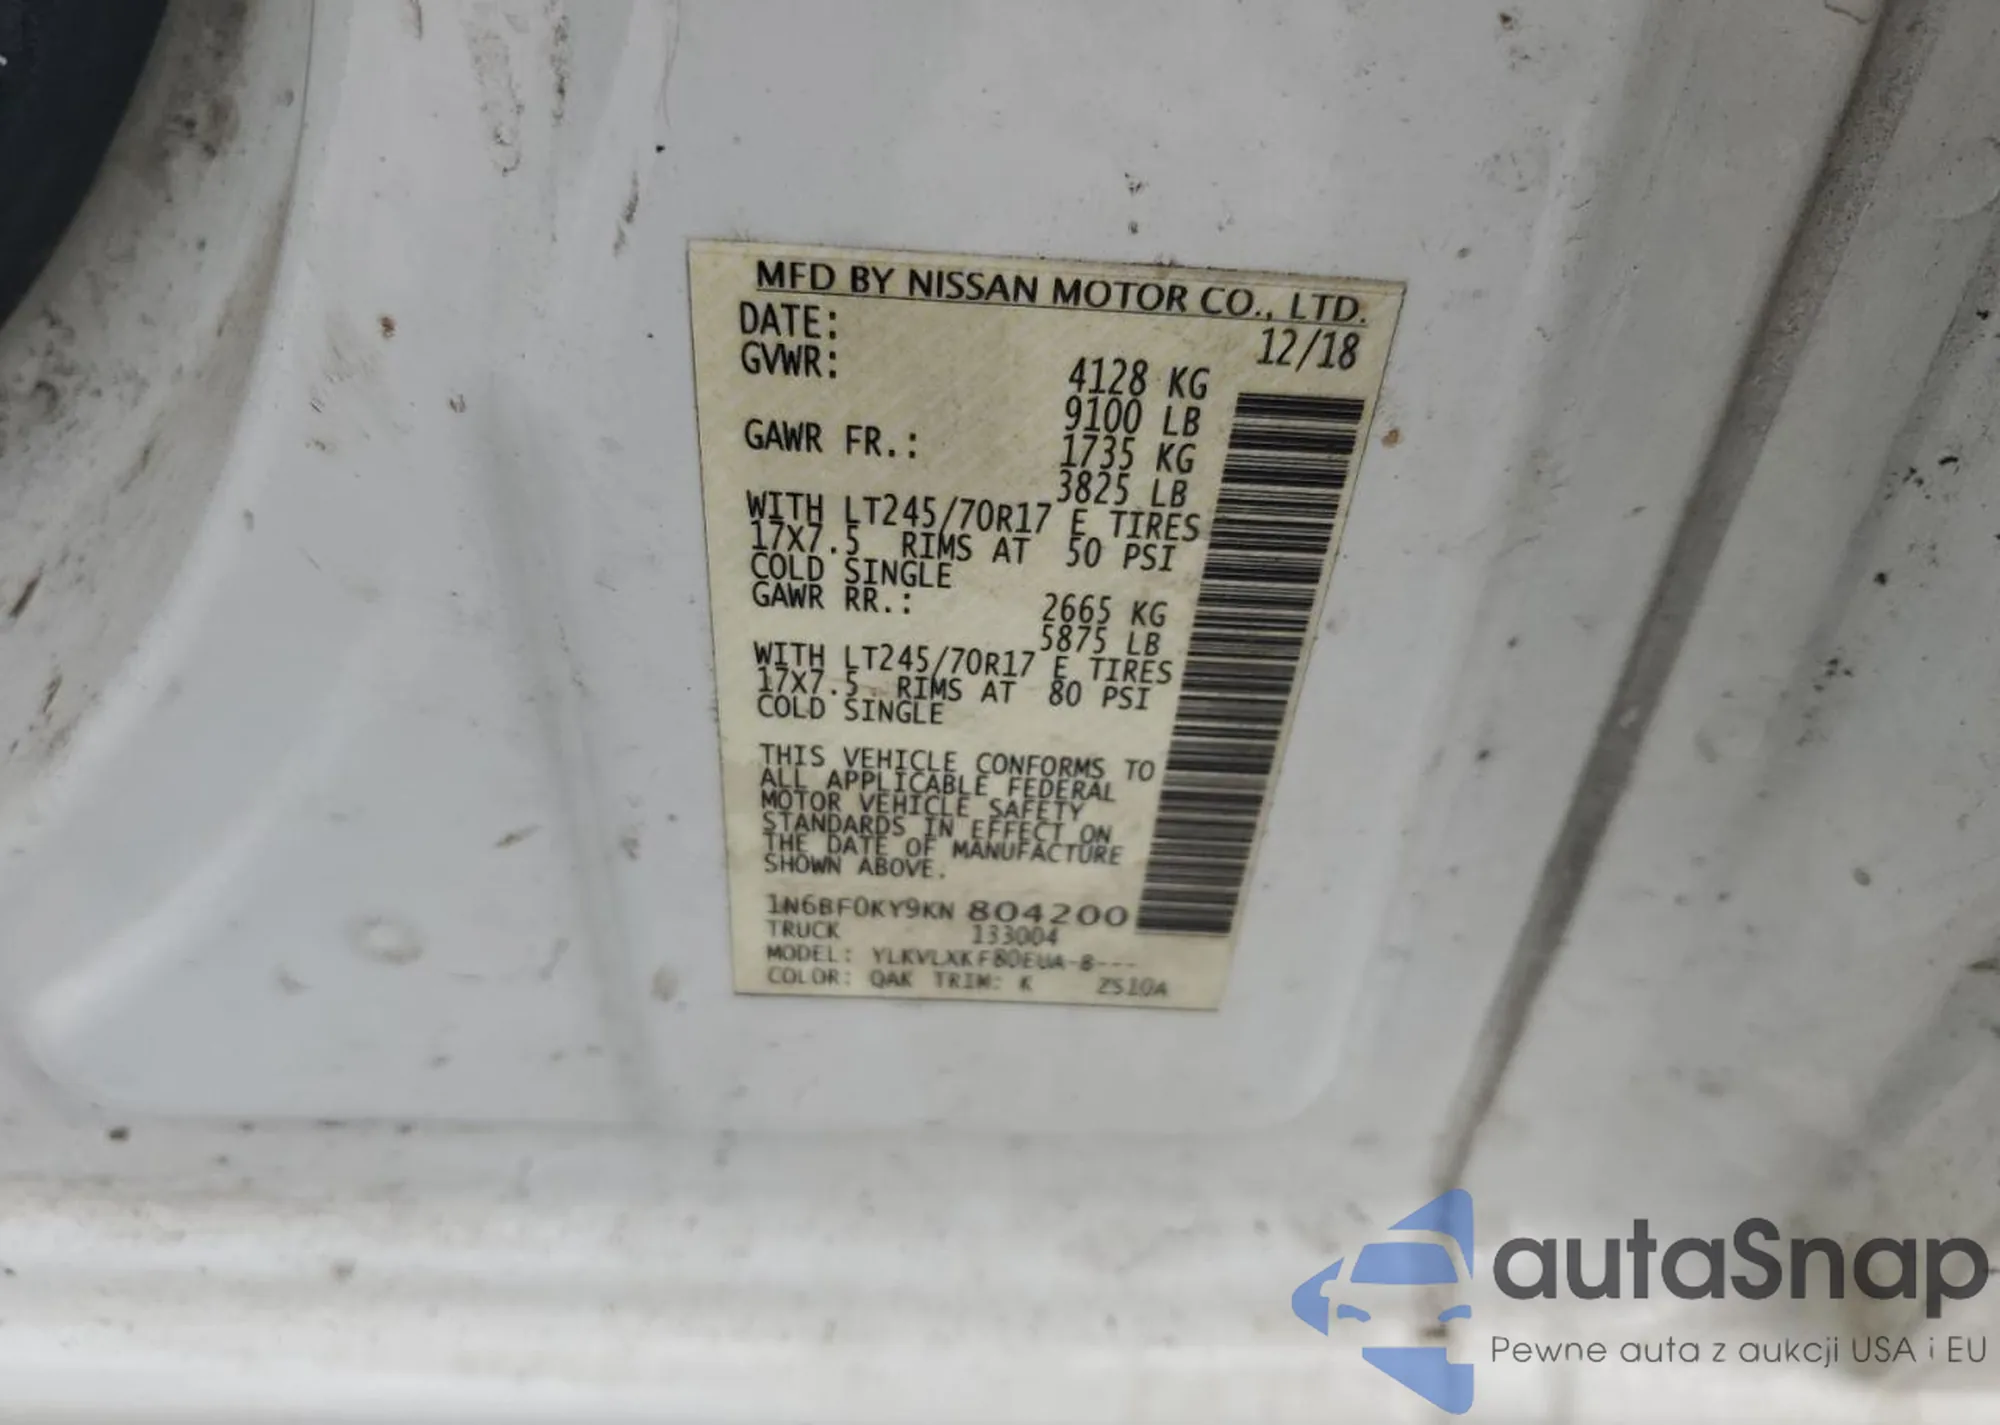 MFD BY NISSAN MOTOR CO., LTD.
DATE: 12/18
GVWR: 4128 KG
9100 LB
GAWR FR.: 1735 KG
3825 LB
WITH LT245/70R17 E TIRES
17X7.5 RIMS AT 50 PSI
COLD SINGLE
GAWR RR.: 2665 KG
5875 LB
WITH LT245/70R17 E TIRES
17X7.5 RIMS AT 80 PSI
COLD SINGLE
THIS VEHICLE CONFORMS TO
ALL APPLICABLE FEDERAL
MOTOR VEHICLE SAFETY
STANDARDS IN EFFECT ON
THE DATE OF MANUFACTURE
SHOWN ABOVE.
1N6BF0KY9KN 804200
TRUCK 133004
MODEL: YLKVLXKF80EUA-B---
COLOR: QAK TRIM: K ZS10A
autaSnap
Pewne auta z aukcji USA i EU